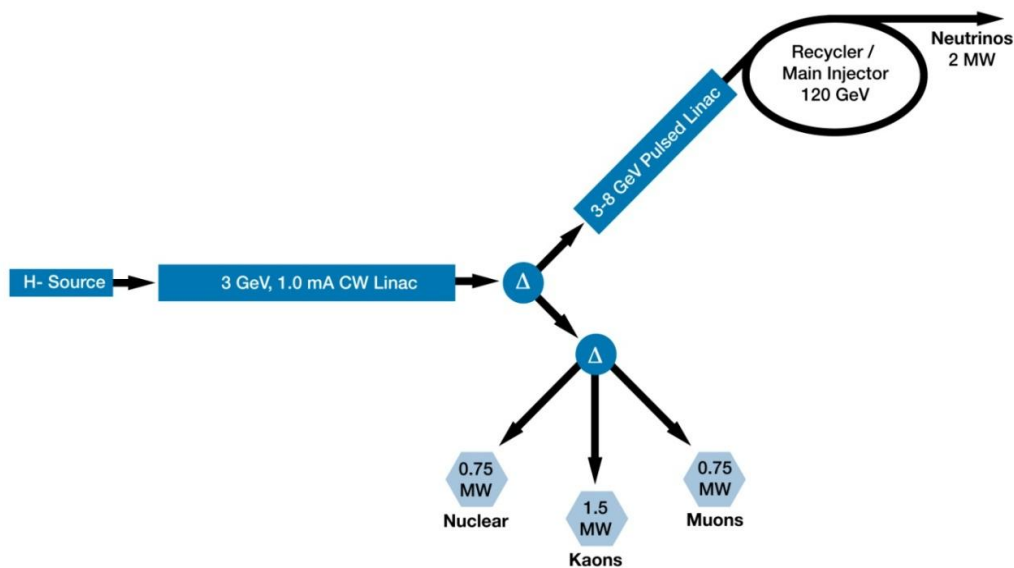 H- Source
3 GeV, 1.0 mA CW Linac
Δ
3-8 GeV Pulsed Linac
Recycler /
Main Injector
120 GeV
Neutrinos
2 MW
Δ
0.75
MW
Nuclear
1.5
MW
Kaons
0.75
MW
Muons